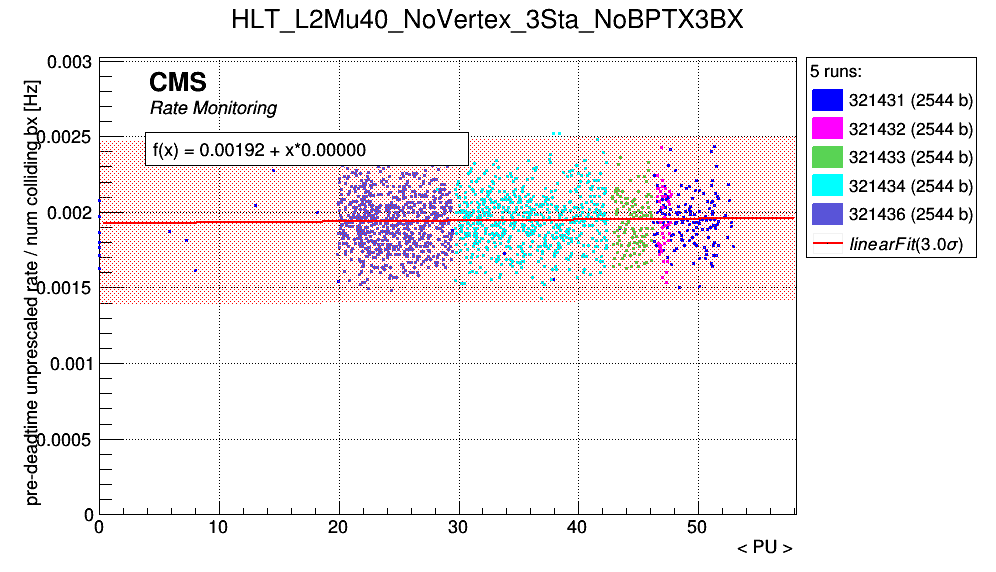 HLT_L2Mu40_NoVertex_3Sta_NoBPTX3BX
pre-deadtime unprescaled rate / num colliding bx [Hz]
0.003
0.0025
0.002
0.0015
0.001
0.0005
0
CMS
Rate Monitoring
f(x) = 0.00192 + x*0.00000
0 10 20 30 40 50
< PU >
5 runs:
321431 (2544 b)
321432 (2544 b)
321433 (2544 b)
321434 (2544 b)
321436 (2544 b)
linearFit(3.0σ)